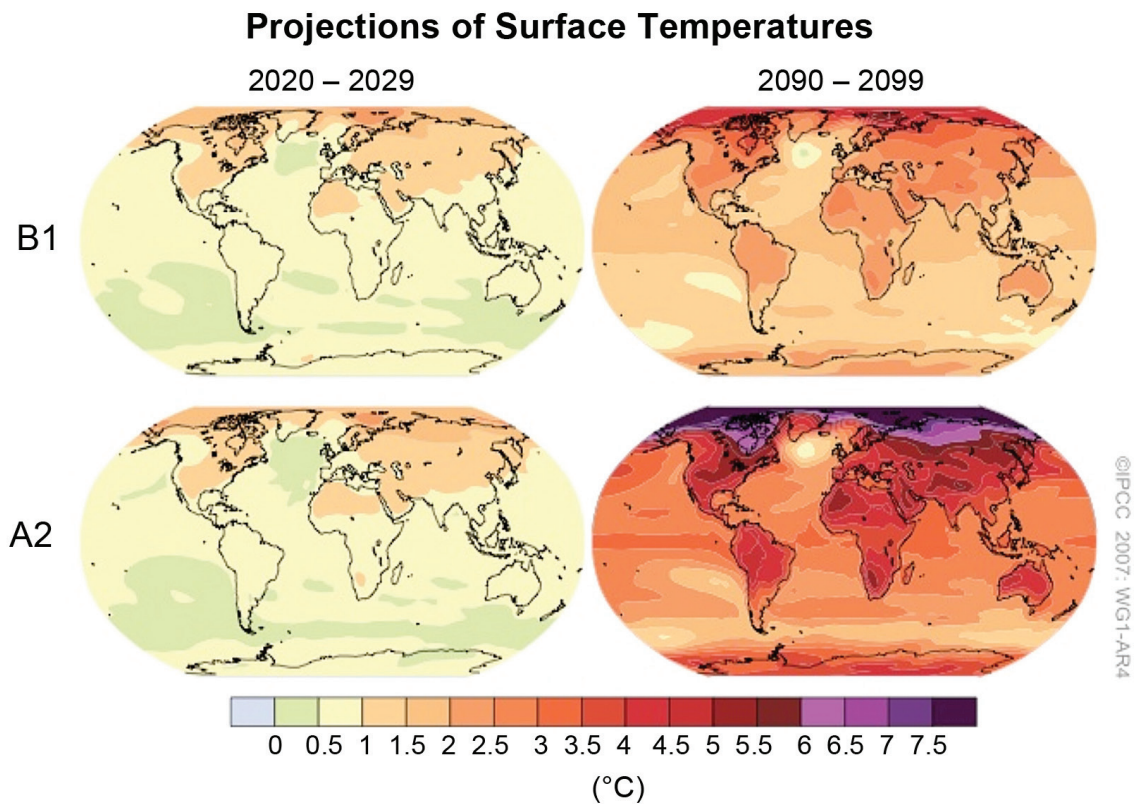 Projections of Surface Temperatures
2020 – 2029
2090 – 2099
B1
A2
©IPCC 2007: WG1-AR4
0 0.5 1 1.5 2 2.5 3 3.5 4 4.5 5 5.5 6 6.5 7 7.5
(°C)